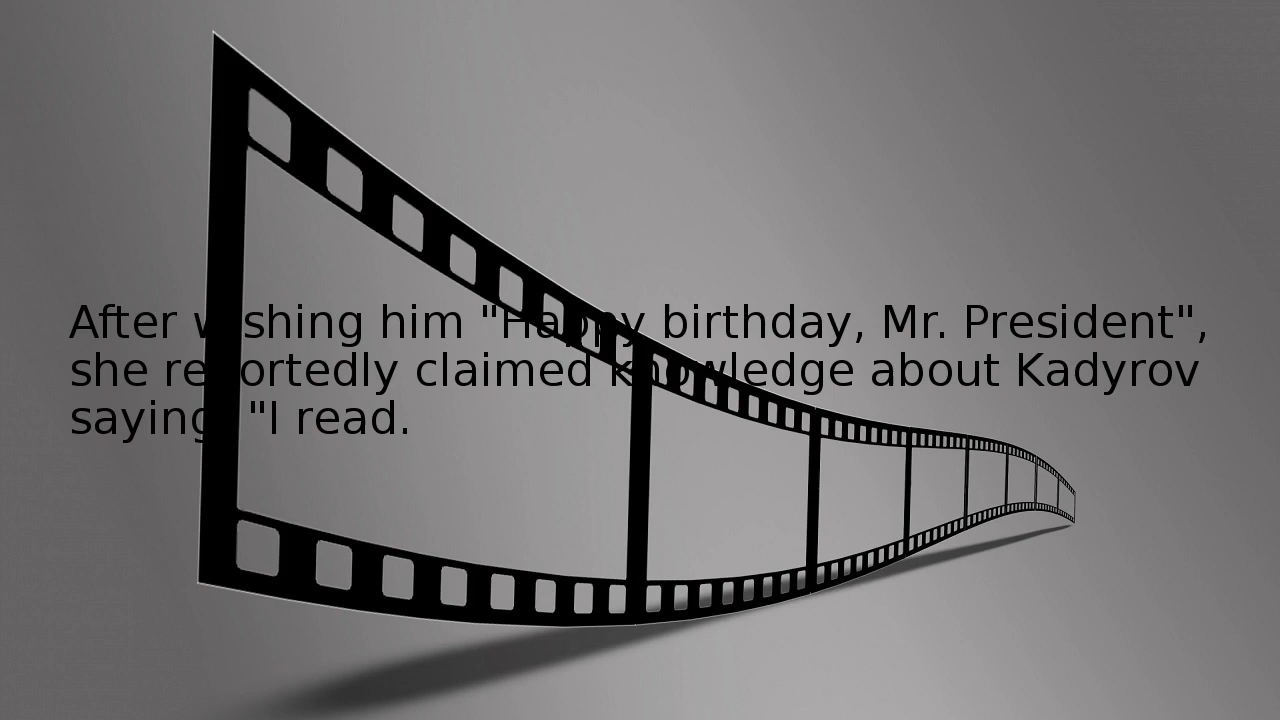 After wishing him "Happy birthday, Mr. President",
she reportedly claimed knowledge about Kadyrov
saying, "I read.